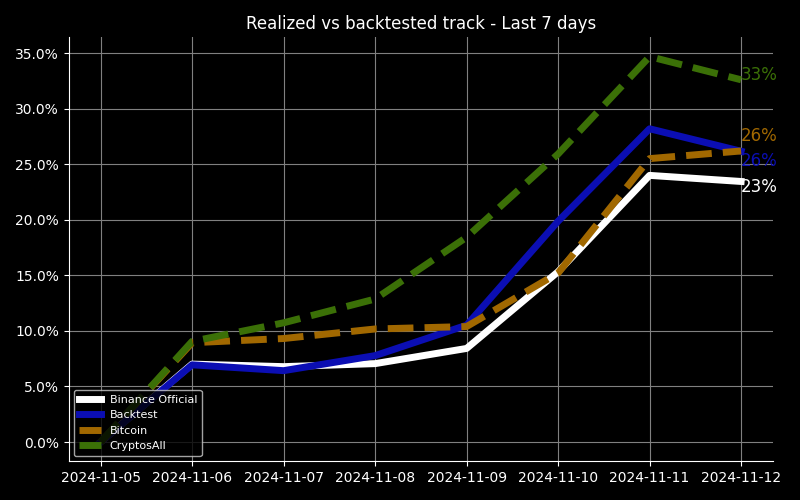 Realized vs backtested track - Last 7 days
35.0%
30.0%
25.0%
20.0%
15.0%
10.0%
5.0%
0.0%
33%
26%
26%
23%
Binance Official
Backtest
Bitcoin
CryptosAll
2024-11-05 2024-11-06 2024-11-07 2024-11-08 2024-11-09 2024-11-10 2024-11-11 2024-11-12